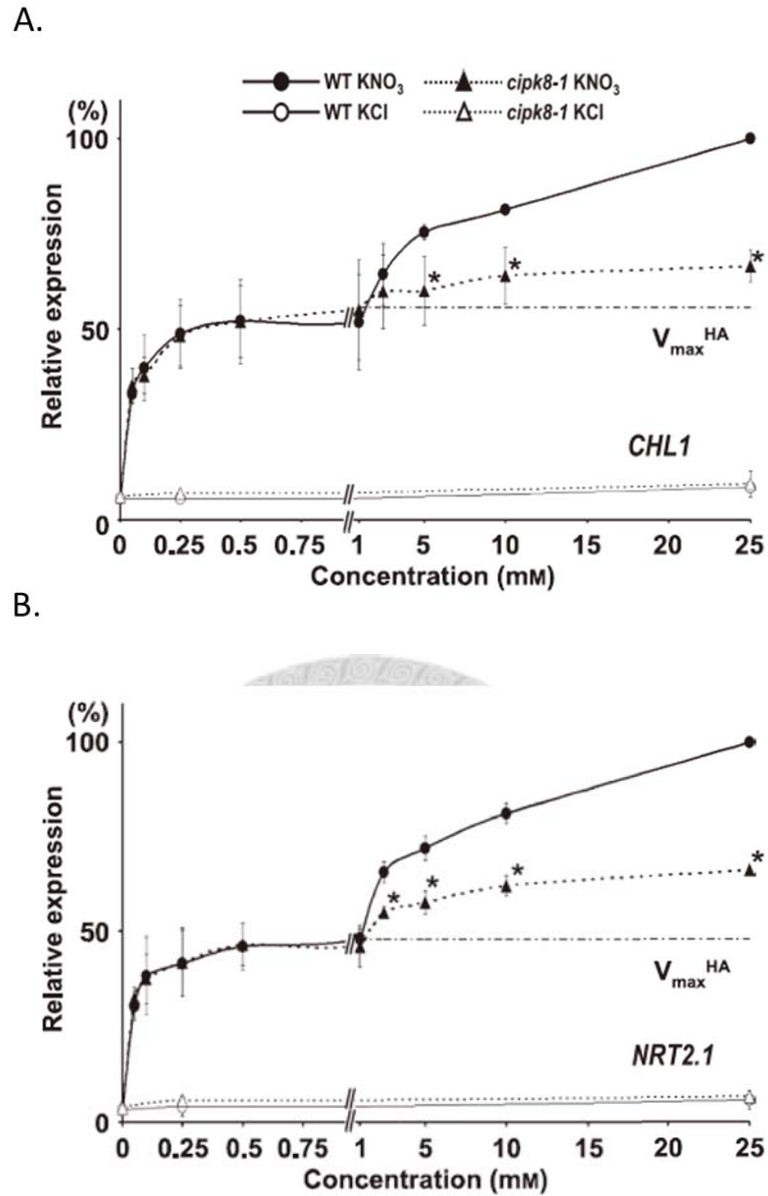 A.
WT KNO₃ cipk8-1 KNO₃
WT KCl cipk8-1 KCl
(%)
100
50
0
Relative expression
*
*
*
VmaxHA
CHL1
0 0.25 0.5 0.75 1 5 10 15 20 25
Concentration (mM)
B.
(%)
100
50
0
Relative expression
*
*
*
*
VmaxHA
NRT2.1
0 0.25 0.5 0.75 1 5 10 15 20 25
Concentration (mM)